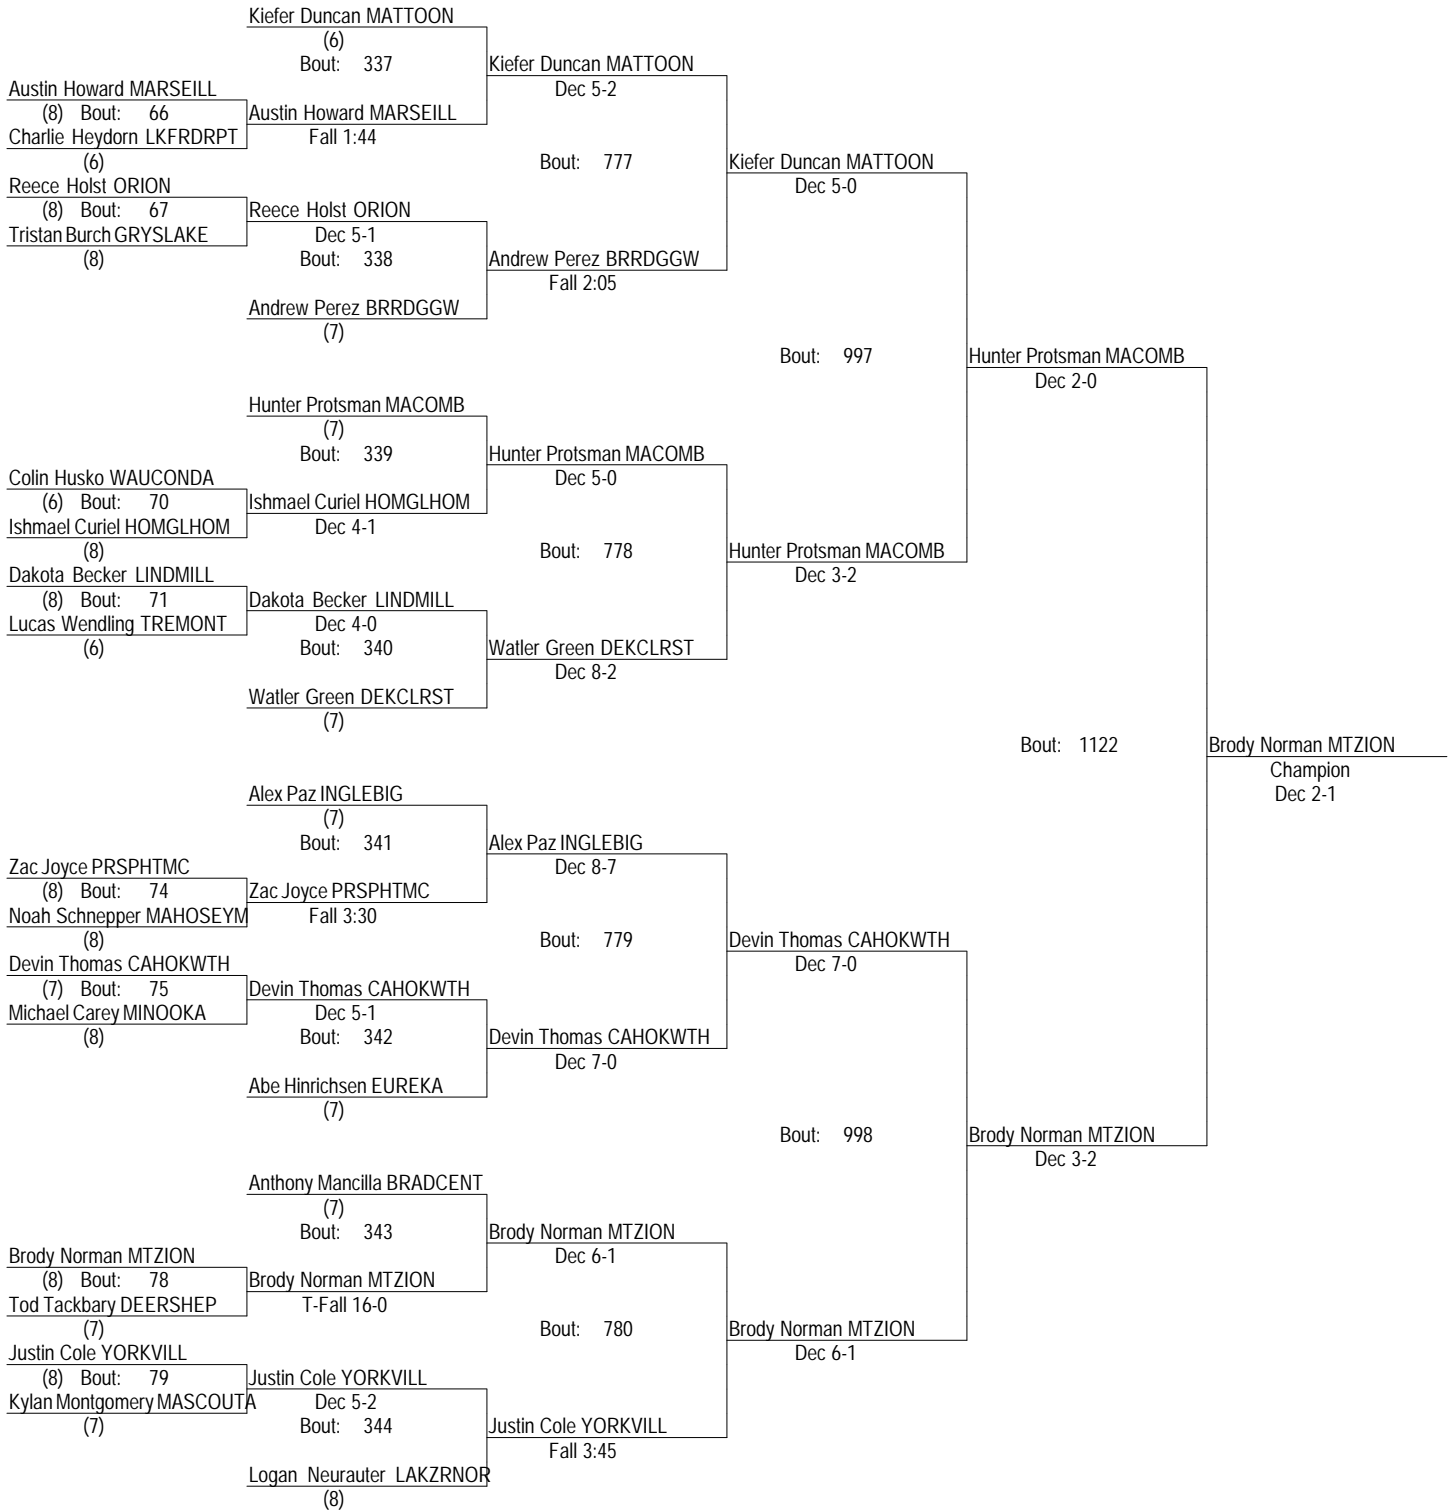 Kiefer Duncan MATTOON
(6)
Bout: 337
Kiefer Duncan MATTOON
Dec 5-2
Austin Howard MARSEILL
(8) Bout: 66
Austin Howard MARSEILL
Charlie Heydorn LKFRDRPT
Fall 1:44
(6)
Bout: 777
Kiefer Duncan MATTOON
Dec 5-0
Reece Holst ORION
(8) Bout: 67
Reece Holst ORION
Tristan Burch GRYSLAKE
Dec 5-1
(8)
Bout: 338
Andrew Perez BRRDGGW
Fall 2:05
Andrew Perez BRRDGGW
(7)
Bout: 997
Hunter Protsman MACOMB
Dec 2-0
Hunter Protsman MACOMB
(7)
Bout: 339
Hunter Protsman MACOMB
Dec 5-0
Colin Husko WAUCONDA
(6) Bout: 70
Ishmael Curiel HOMGLHOM
Ishmael Curiel HOMGLHOM
Dec 4-1
(8)
Bout: 778
Hunter Protsman MACOMB
Dec 3-2
Dakota Becker LINDMILL
(8) Bout: 71
Dakota Becker LINDMILL
Lucas Wendling TREMONT
Dec 4-0
(6)
Bout: 340
Watler Green DEKCLRST
Dec 8-2
Watler Green DEKCLRST
(7)
Bout: 1122
Brody Norman MTZION
Champion
Dec 2-1
Alex Paz INGLEBIG
(7)
Bout: 341
Alex Paz INGLEBIG
Dec 8-7
Zac Joyce PRSPHTMC
(8) Bout: 74
Zac Joyce PRSPHTMC
Noah Schnepper MAHOSEYM
Fall 3:30
(8)
Bout: 779
Devin Thomas CAHOKWTH
Dec 7-0
Devin Thomas CAHOKWTH
(7) Bout: 75
Devin Thomas CAHOKWTH
Michael Carey MINOOKA
Dec 5-1
(8)
Bout: 342
Devin Thomas CAHOKWTH
Dec 7-0
Abe Hinrichsen EUREKA
(7)
Bout: 998
Brody Norman MTZION
Dec 3-2
Anthony Mancilla BRADCENT
(7)
Bout: 343
Brody Norman MTZION
Dec 6-1
Brody Norman MTZION
(8) Bout: 78
Brody Norman MTZION
Tod Tackbary DEERSHEP
T-Fall 16-0
(7)
Bout: 780
Brody Norman MTZION
Dec 6-1
Justin Cole YORKVILL
(8) Bout: 79
Justin Cole YORKVILL
Kylan Montgomery MASCOUTA
Dec 5-2
(7)
Bout: 344
Justin Cole YORKVILL
Fall 3:45
Logan Neurauter LAKZRNOR
(8)